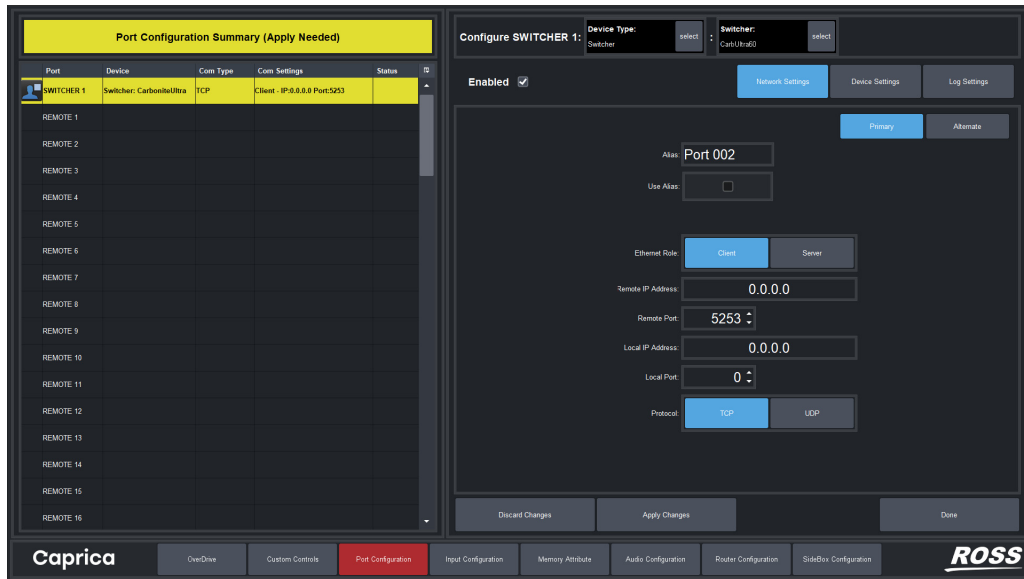 Port Configuration Summary (Apply Needed)
Port Device Com Type Com Settings Status
SWITCHER 1 Switcher: CarboniteUltra TCP Client - IP:0.0.0.0 Port:5253
REMOTE 1
REMOTE 2
REMOTE 3
REMOTE 4
REMOTE 5
REMOTE 6
REMOTE 7
REMOTE 8
REMOTE 9
REMOTE 10
REMOTE 11
REMOTE 12
REMOTE 13
REMOTE 14
REMOTE 15
REMOTE 16
Configure SWITCHER 1: Device Type: Switcher select : Switcher: CarbUltra60 select
Enabled Network Settings Device Settings Log Settings
Primary Alternate
Alias: Port 002
Use Alias:
Ethernet Role: Client Server
Remote IP Address: 0.0.0.0
Remote Port: 5253
Local IP Address: 0.0.0.0
Local Port: 0
Protocol: TCP UDP
Discard Changes Apply Changes Done
Caprica OverDrive Custom Controls Port Configuration Input Configuration Memory Attribute Audio Configuration Router Configuration SideBox Configuration ROSS